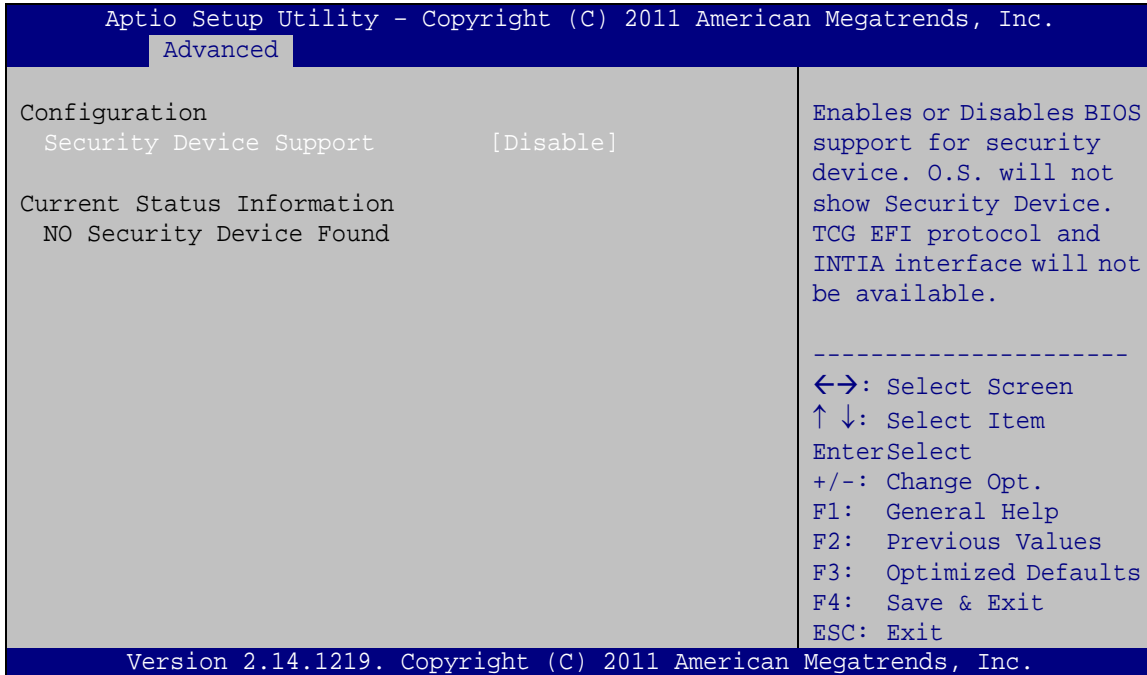 Aptio Setup Utility – Copyright (C) 2011 American Megatrends, Inc.
Advanced
Configuration
Security Device Support [Disable]
Current Status Information
NO Security Device Found
Enables or Disables BIOS
support for security
device. O.S. will not
show Security Device.
TCG EFI protocol and
INTIA interface will not
be available.
----------------------
←→: Select Screen
↑ ↓: Select Item
EnterSelect
+/-: Change Opt.
F1: General Help
F2: Previous Values
F3: Optimized Defaults
F4: Save & Exit
ESC: Exit
Version 2.14.1219. Copyright (C) 2011 American Megatrends, Inc.